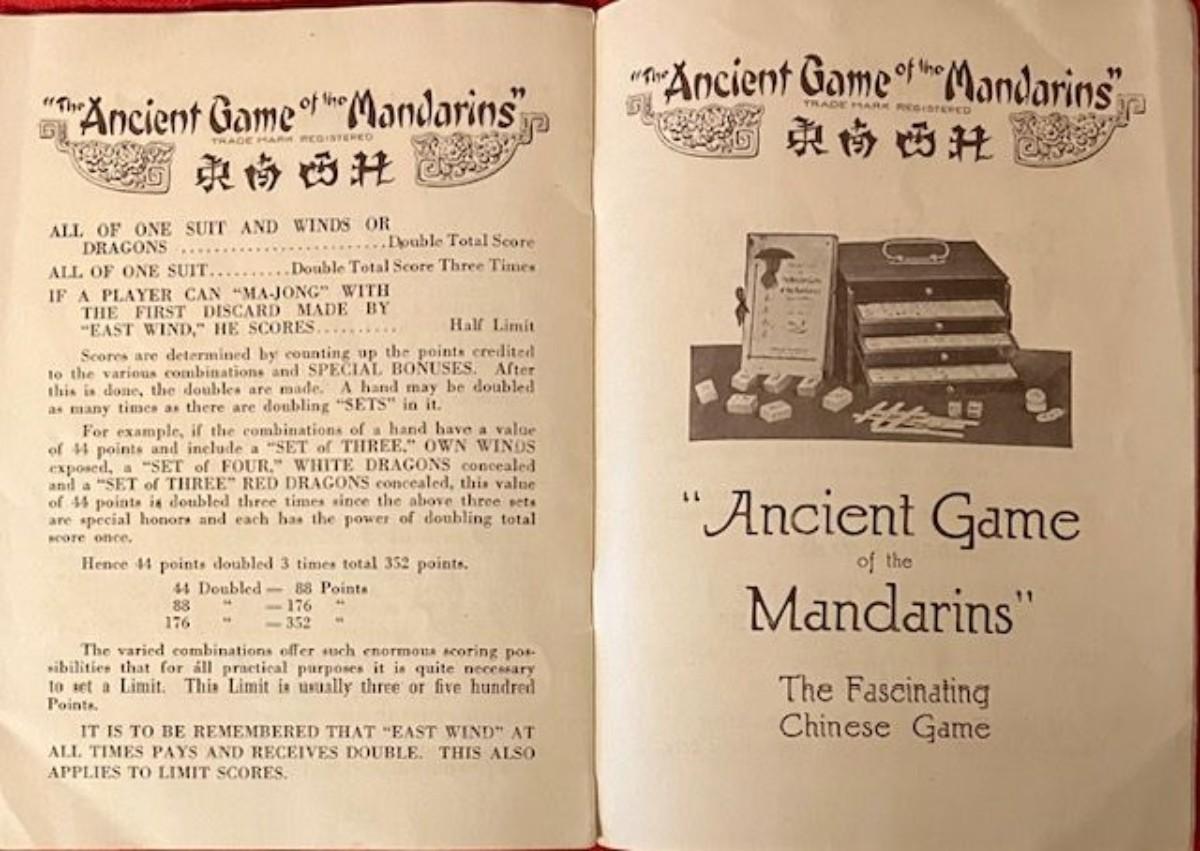 "The Ancient Game of the Mandarins"
TRADE MARK REGISTERED
東南西北
ALL OF ONE SUIT AND WINDS OR
DRAGONS ........................Double Total Score
ALL OF ONE SUIT..........Double Total Score Three Times
IF A PLAYER CAN "MA-JONG" WITH
THE FIRST DISCARD MADE BY
"EAST WIND," HE SCORES.......... Half Limit
Scores are determined by counting up the points credited
to the various combinations and SPECIAL BONUSES. After
this is done, the doubles are made. A hand may be doubled
as many times as there are doubling "SETS" in it.
For example, if the combinations of a hand have a value
of 44 points and include a "SET of THREE," OWN WINDS
exposed, a "SET of FOUR," WHITE DRAGONS concealed
and a "SET of THREE" RED DRAGONS concealed, this value
of 44 points is doubled three times since the above three sets
are special honors and each has the power of doubling total
score once.
Hence 44 points doubled 3 times total 352 points.
44 Doubled — 88 Points
88 " — 176 "
176 " — 352 "
The varied combinations offer such enormous scoring pos-
sibilities that for all practical purposes it is quite necessary
to set a Limit. This Limit is usually three or five hundred
Points.
IT IS TO BE REMEMBERED THAT "EAST WIND" AT
ALL TIMES PAYS AND RECEIVES DOUBLE. THIS ALSO
APPLIES TO LIMIT SCORES.
"The Ancient Game of the Mandarins"
TRADE MARK REGISTERED
東南西北
"Ancient Game
of the
Mandarins"
The Fascinating
Chinese Game